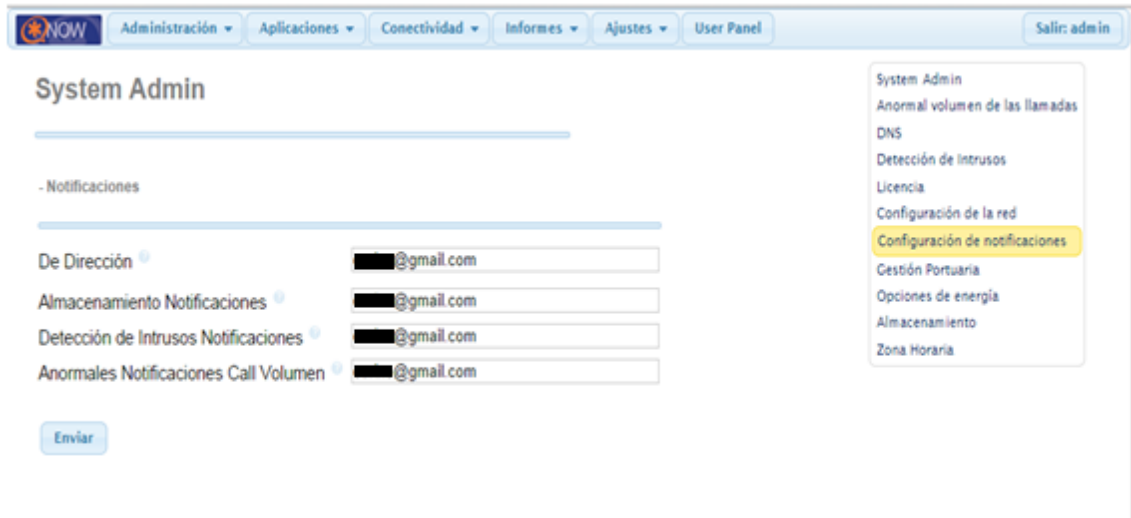 NOW Administración Aplicaciones Conectividad Informes Ajustes User Panel Salir: admin
System Admin
- Notificaciones
De Dirección @gmail.com
Almacenamiento Notificaciones @gmail.com
Detección de Intrusos Notificaciones @gmail.com
Anormales Notificaciones Call Volumen @gmail.com
Enviar
System Admin
Anormal volumen de las llamadas
DNS
Detección de Intrusos
Licencia
Configuración de la red
Configuración de notificaciones
Gestión Portuaria
Opciones de energía
Almacenamiento
Zona Horaria